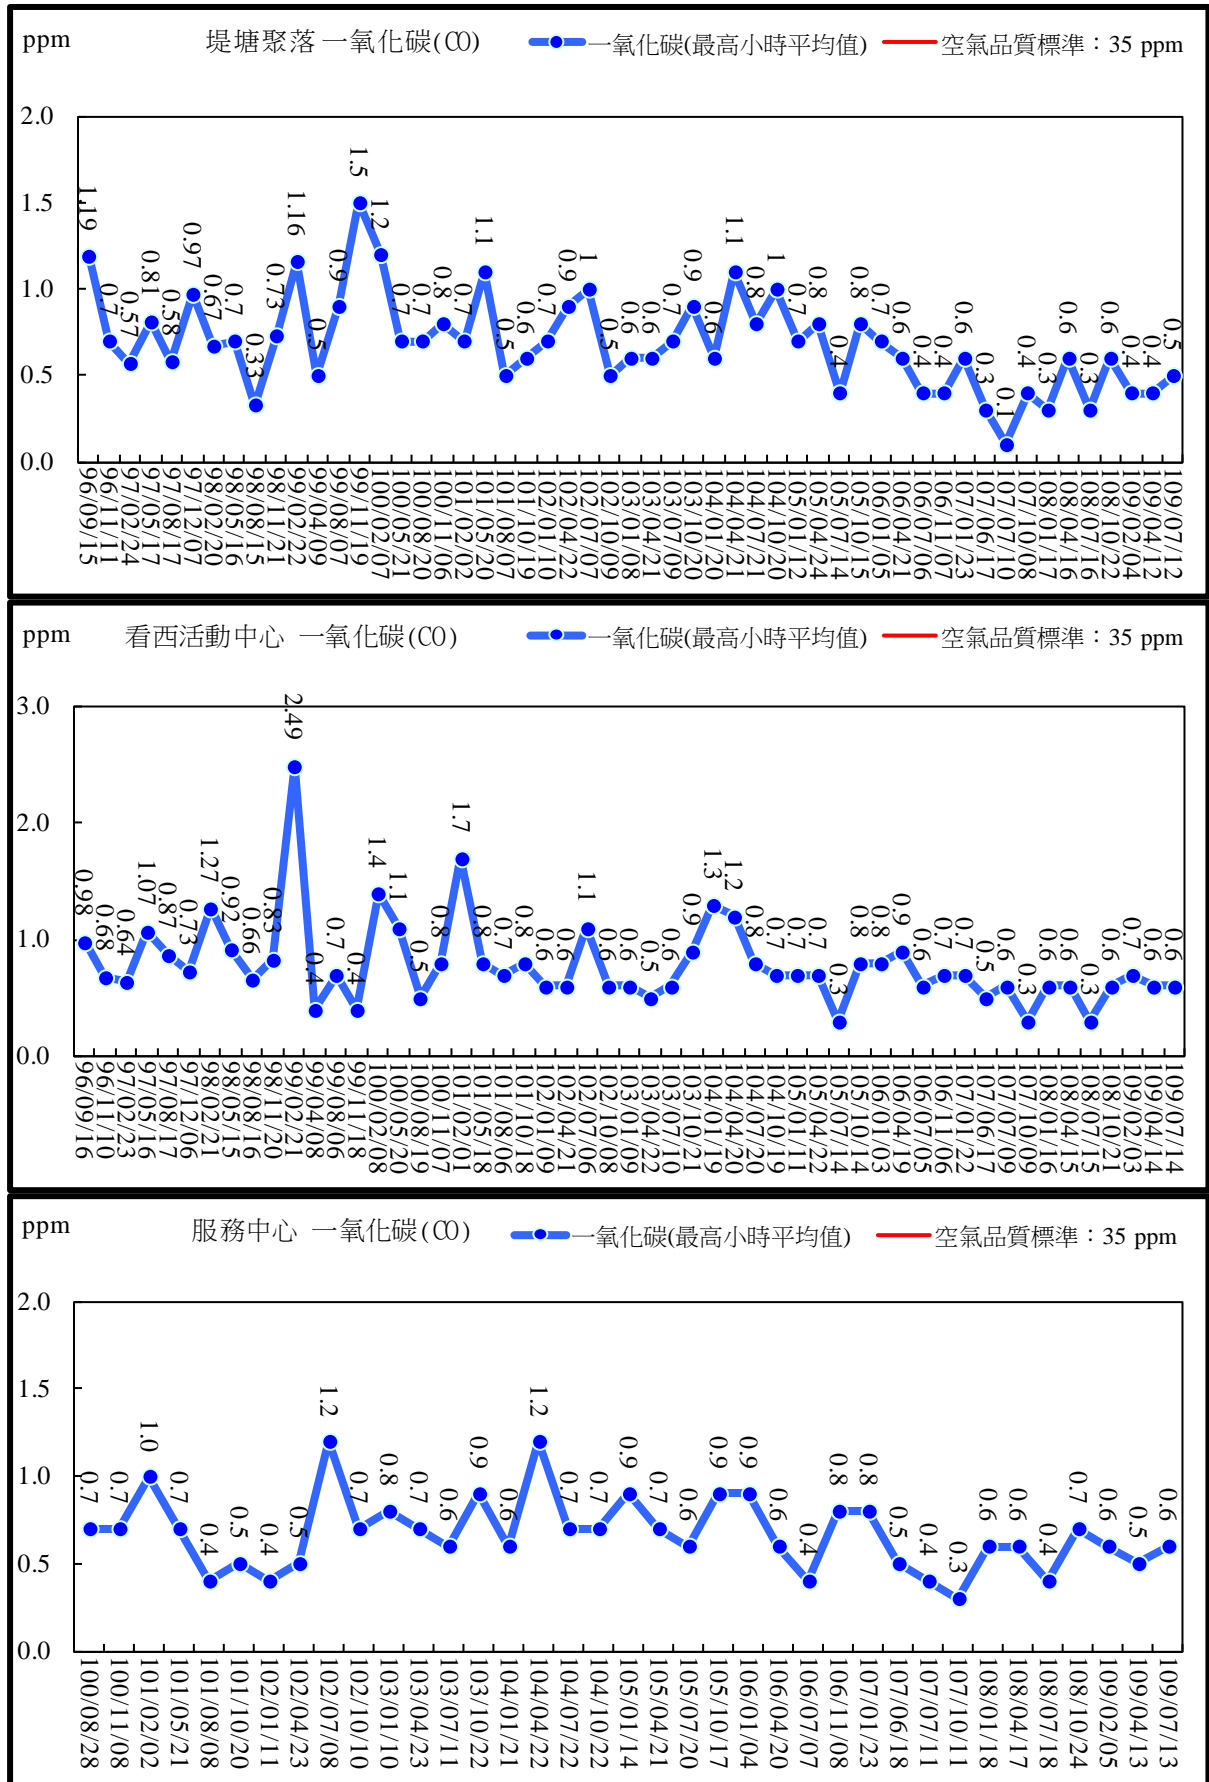 ppm 堤塘聚落 一氧化碳(CO) 一氧化碳(最高小時平均值) 空氣品質標準：35 ppm
2.0
1.5
1.0
0.5
0.0
1.19 0.7 0.57 0.81 0.58 0.97 0.67 0.7 0.33 0.73 1.16 0.5 0.9 1.5 1.2 0.7 0.7 0.8 0.7 1.1 0.5 0.6 0.7 0.9 1 0.5 0.6 0.6 0.7 0.9 0.6 1.1 0.8 1 0.7 0.8 0.4 0.8 0.7 0.6 0.4 0.4 0.6 0.3 0.1 0.4 0.3 0.6 0.3 0.6 0.4 0.4 0.5
96/09/15 96/11/11 97/02/24 97/05/17 97/08/17 97/12/07 98/02/20 98/05/16 98/08/15 98/11/21 99/02/22 99/04/09 99/08/07 99/11/19 100/02/07 100/05/21 100/08/20 100/11/06 101/02/02 101/05/20 101/08/07 101/10/19 102/01/10 102/04/22 102/07/07 102/10/09 103/01/08 103/04/21 103/07/09 103/10/20 104/01/20 104/04/21 104/07/21 104/10/20 105/01/12 105/04/24 105/07/14 105/10/15 106/01/05 106/04/21 106/07/06 106/11/07 107/01/23 107/06/17 107/07/10 107/10/08 108/01/17 108/04/16 108/07/16 108/10/22 109/02/04 109/04/12 109/07/12
ppm 看西活動中心 一氧化碳(CO) 一氧化碳(最高小時平均值) 空氣品質標準：35 ppm
3.0
2.0
1.0
0.0
0.98 0.68 0.64 1.07 0.87 0.73 1.27 0.92 0.66 0.83 2.49 0.4 0.7 0.4 1.4 1.1 0.5 0.8 1.7 0.8 0.7 0.8 0.6 0.6 1.1 0.6 0.6 0.5 0.6 0.9 1.3 1.2 0.8 0.7 0.7 0.7 0.3 0.8 0.8 0.9 0.6 0.7 0.7 0.5 0.6 0.3 0.6 0.6 0.3 0.6 0.7 0.6 0.6
96/09/16 96/11/10 97/02/23 97/05/16 97/08/17 97/12/06 98/02/21 98/05/15 98/08/16 98/11/20 99/02/21 99/04/08 99/08/06 99/11/18 100/02/08 100/05/20 100/08/19 100/11/07 101/02/01 101/05/18 101/08/06 101/10/18 102/01/09 102/04/21 102/07/06 102/10/08 103/01/09 103/04/22 103/07/10 103/10/21 104/01/19 104/04/20 104/07/20 104/10/19 105/01/11 105/04/22 105/07/14 105/10/14 106/01/03 106/04/19 106/07/05 106/11/06 107/01/22 107/06/17 107/07/09 107/10/09 108/01/16 108/04/15 108/07/15 108/10/21 109/02/03 109/04/14 109/07/14
ppm 服務中心 一氧化碳(CO) 一氧化碳(最高小時平均值) 空氣品質標準：35 ppm
2.0
1.5
1.0
0.5
0.0
0.7 0.7 1.0 0.7 0.4 0.5 0.4 0.5 1.2 0.7 0.8 0.7 0.6 0.9 0.6 1.2 0.7 0.7 0.9 0.7 0.6 0.9 0.9 0.6 0.4 0.8 0.8 0.5 0.4 0.3 0.6 0.6 0.4 0.7 0.6 0.5 0.6
100/08/28 100/11/08 101/02/02 101/05/21 101/08/08 101/10/20 102/01/11 102/04/23 102/07/08 102/10/10 103/01/10 103/04/23 103/07/11 103/10/22 104/01/21 104/04/22 104/07/22 104/10/22 105/01/14 105/04/21 105/07/20 105/10/17 106/01/04 106/04/20 106/07/07 106/11/08 107/01/23 107/06/18 107/07/11 107/10/11 108/01/18 108/04/17 108/07/18 108/10/24 109/02/05 109/04/13 109/07/13